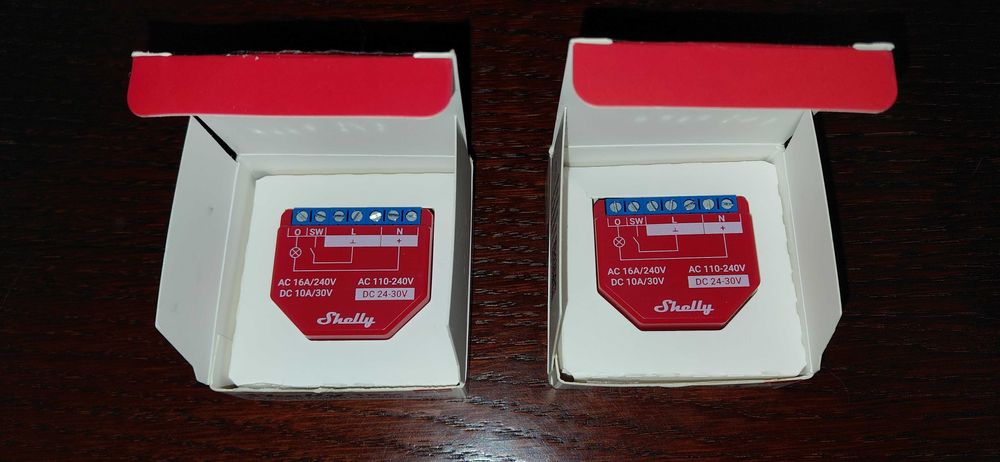 O SW L N
⊥ +
AC 16A/240V AC 110-240V
DC 10A/30V DC 24-30V
Shelly
O SW L N
⊥ +
AC 16A/240V AC 110-240V
DC 10A/30V DC 24-30V
Shelly